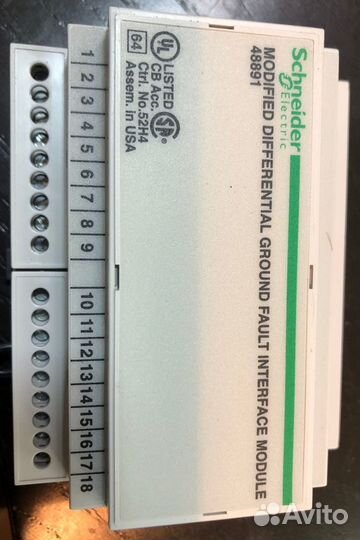 Schneider
Electric
MODIFIED DIFFERENTIAL GROUND FAULT INTERFACE MODULE
48891
UL LISTED
CB Acc.
Ctrl. No.52H4
Assem. in USA
64
1
2
3
4
5
6
7
8
9
10
11
12
13
14
15
16
17
18
Avito